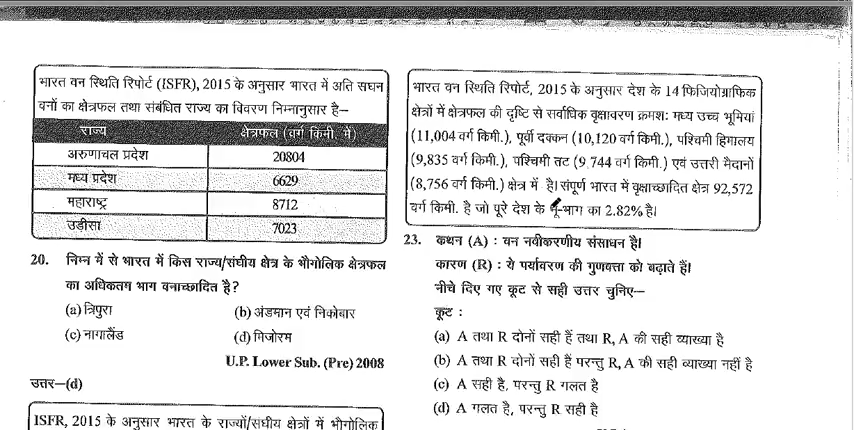 भारत वन स्थिति रिपोर्ट (ISFR), 2015 के अनुसार भारत में अति सघन
वनों का क्षेत्रफल तथा संबंधित राज्य का विवरण निम्नानुसार है–
राज्य क्षेत्रफल (वर्ग किमी. में)
अरुणाचल प्रदेश 20804
मध्य प्रदेश 6629
महाराष्ट्र 8712
उड़ीसा 7023
20. निम्न में से भारत में किस राज्य/संघीय क्षेत्र के भौगोलिक क्षेत्रफल
का अधिकतम भाग वनाच्छादित है?
(a) त्रिपुरा (b) अंडमान एवं निकोबार
(c) नागालैंड (d) मिजोरम
U.P. Lower Sub. (Pre) 2008
उत्तर–(d)
ISFR, 2015 के अनुसार भारत के राज्यों/संघीय क्षेत्रों में भौगोलिक
भारत वन स्थिति रिपोर्ट, 2015 के अनुसार देश के 14 फिजियोग्राफिक
क्षेत्रों में क्षेत्रफल की दृष्टि से सर्वाधिक वृक्षावरण क्रमश: मध्य उच्च भूमियां
(11,004 वर्ग किमी.), पूर्वी दक्कन (10,120 वर्ग किमी.), पश्चिमी हिमालय
(9,835 वर्ग किमी.), पश्चिमी तट (9,744 वर्ग किमी.) एवं उत्तरी मैदानों
(8,756 वर्ग किमी.) क्षेत्र में है। संपूर्ण भारत में वृक्षाच्छादित क्षेत्र 92,572
वर्ग किमी. है जो पूरे देश के भू-भाग का 2.82% है।
23. कथन (A) : वन नवीकरणीय संसाधन है।
कारण (R) : ये पर्यावरण की गुणवत्ता को बढ़ाते हैं।
नीचे दिए गए कूट से सही उत्तर चुनिए–
कूट :
(a) A तथा R दोनों सही हैं तथा R, A की सही व्याख्या है
(b) A तथा R दोनों सही हैं परन्तु R, A की सही व्याख्या नहीं है
(c) A सही है, परन्तु R गलत है
(d) A गलत है, परन्तु R सही है